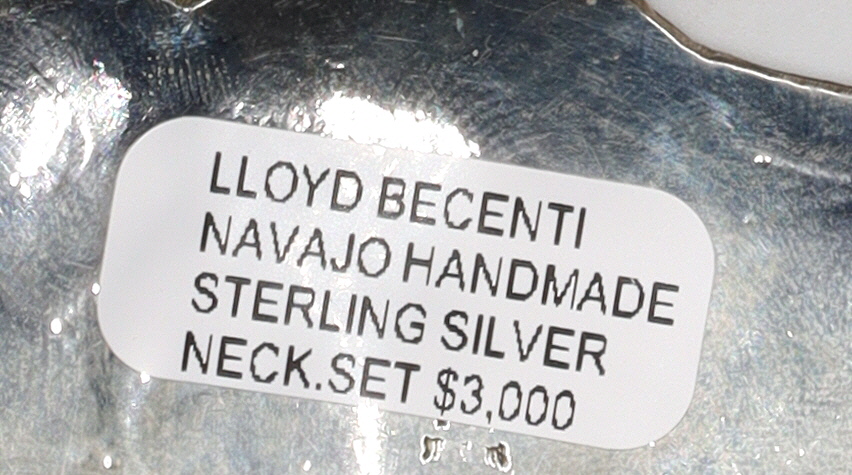 LLOYD BECENTI
NAVAJO HANDMADE
STERLING SILVER
NECK.SET $3,000